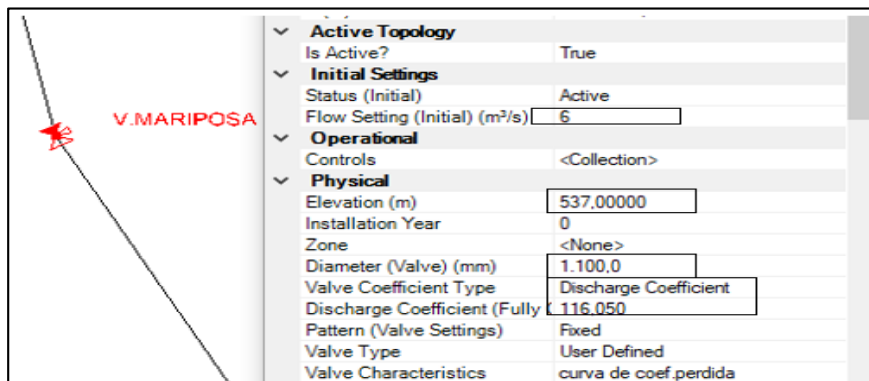 V.MARIPOSA
Active Topology
Is Active? True
Initial Settings
Status (Initial) Active
Flow Setting (Initial) (m³/s) 6
Operational
Controls <Collection>
Physical
Elevation (m) 537,00000
Installation Year 0
Zone <None>
Diameter (Valve) (mm) 1.100,0
Valve Coefficient Type Discharge Coefficient
Discharge Coefficient (Fully 116,050
Pattern (Valve Settings) Fixed
Valve Type User Defined
Valve Characteristics curva de coef.perdida